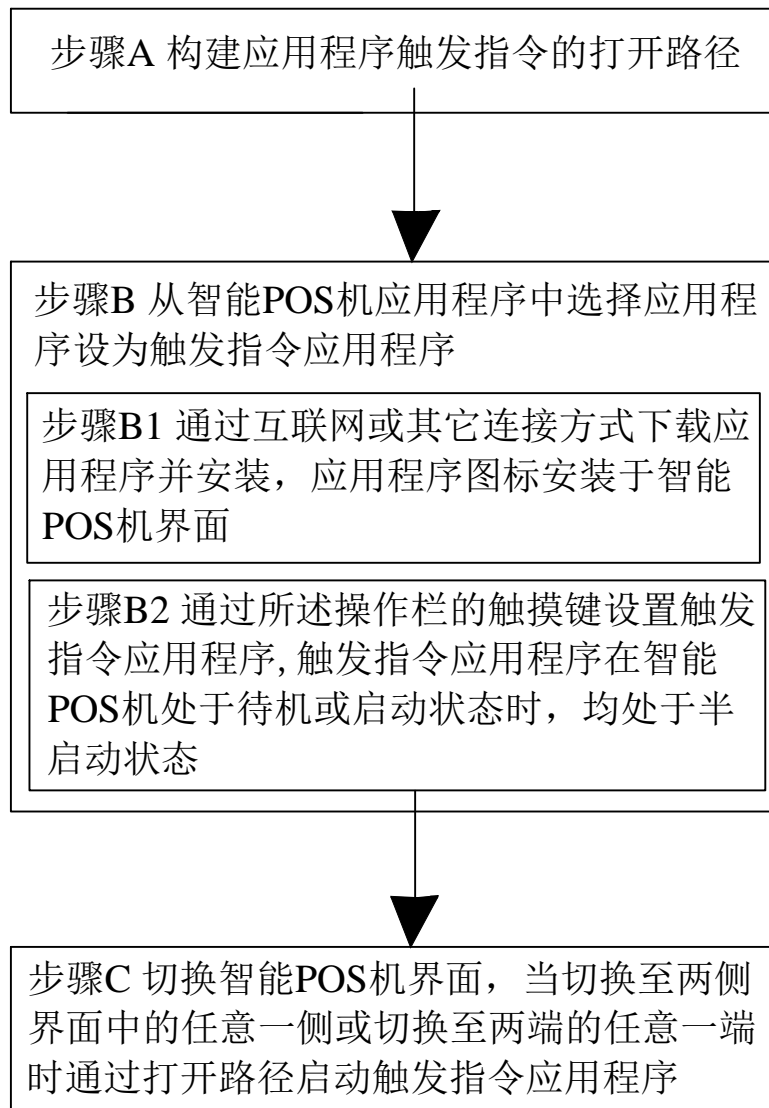 步骤A 构建应用程序触发指令的打开路径
步骤B 从智能POS机应用程序中选择应用程
序设为触发指令应用程序
步骤B1 通过互联网或其它连接方式下载应
用程序并安装，应用程序图标安装于智能
POS机界面
步骤B2 通过所述操作栏的触摸键设置触发
指令应用程序,触发指令应用程序在智能
POS机处于待机或启动状态时，均处于半
启动状态
步骤C 切换智能POS机界面，当切换至两侧
界面中的任意一侧或切换至两端的任意一端
时通过打开路径启动触发指令应用程序